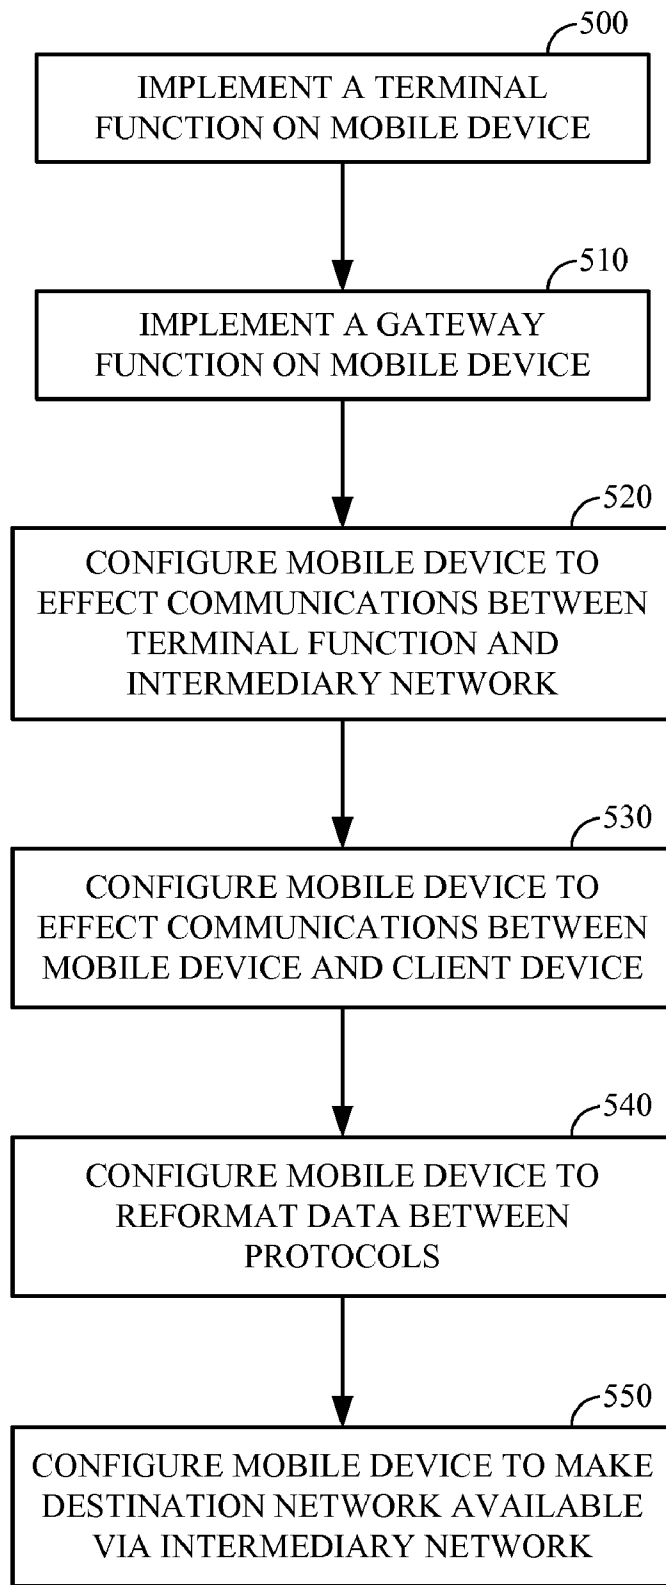 500
IMPLEMENT A TERMINAL
FUNCTION ON MOBILE DEVICE
510
IMPLEMENT A GATEWAY
FUNCTION ON MOBILE DEVICE
520
CONFIGURE MOBILE DEVICE TO
EFFECT COMMUNICATIONS BETWEEN
TERMINAL FUNCTION AND
INTERMEDIARY NETWORK
530
CONFIGURE MOBILE DEVICE TO
EFFECT COMMUNICATIONS BETWEEN
MOBILE DEVICE AND CLIENT DEVICE
540
CONFIGURE MOBILE DEVICE TO
REFORMAT DATA BETWEEN
PROTOCOLS
550
CONFIGURE MOBILE DEVICE TO MAKE
DESTINATION NETWORK AVAILABLE
VIA INTERMEDIARY NETWORK